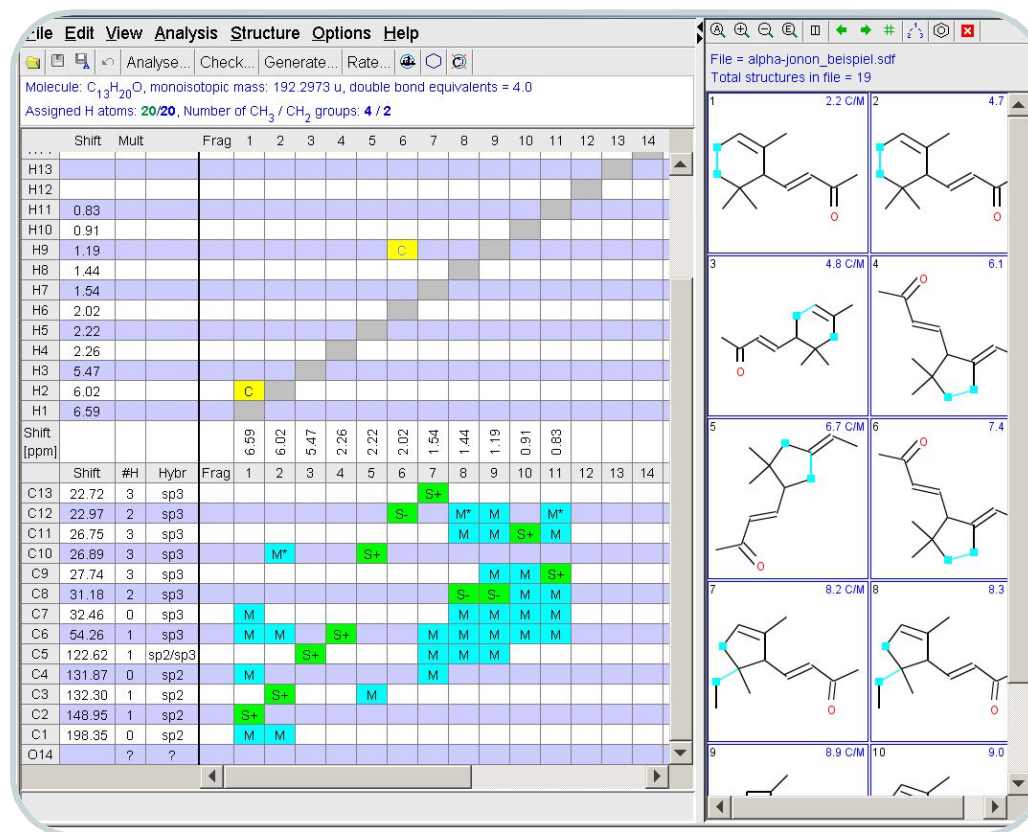 File Edit View Analysis Structure Options Help
Analyse... Check... Generate... Rate...
Molecule: C13H20O, monoisotopic mass: 192.2973 u, double bond equivalents = 4.0
Assigned H atoms: 20/20, Number of CH3 / CH2 groups: 4 / 2
Shift Mult Frag 1 2 3 4 5 6 7 8 9 10 11 12 13 14
H13
H12
H11 0.83
H10 0.91
H9 1.19 C
H8 1.44
H7 1.54
H6 2.02
H5 2.22
H4 2.26
H3 5.47
H2 6.02 C
H1 6.59
Shift [ppm] 6.59 6.02 5.47 2.26 2.22 2.02 1.54 1.44 1.19 0.91 0.83
Shift #H Hybr Frag 1 2 3 4 5 6 7 8 9 10 11 12 13 14
C13 22.72 3 sp3 S+
C12 22.97 2 sp3 S- M* M M*
C11 26.75 3 sp3 M M S+ M
C10 26.89 3 sp3 M* S+
C9 27.74 3 sp3 M M S+
C8 31.18 2 sp3 S- S- M M
C7 32.46 0 sp3 M M M M M
C6 54.26 1 sp3 M M S+ M M M M M
C5 122.62 1 sp2/sp3 S+ M M M
C4 131.87 0 sp2 M M
C3 132.30 1 sp2 S+ M
C2 148.95 1 sp2 S+
C1 198.35 0 sp2 M M
O14 ? ?
File = alpha-jonon_beispiel.sdf
Total structures in file = 19
1 2.2 C/M 2 4.7
O O
3 4.8 C/M 4 6.1
O O
5 6.7 C/M 6 7.4
O O
7 8.2 C/M 8 8.3
O O
9 8.9 C/M 10 9.0